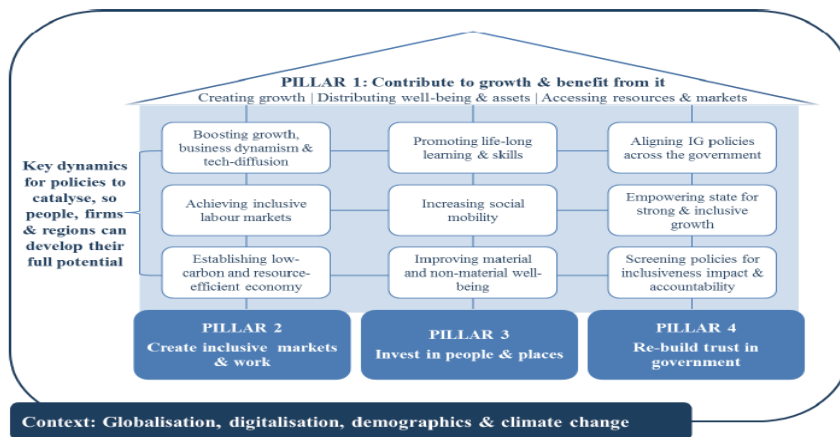 PILLAR 1: Contribute to growth & benefit from it
Creating growth | Distributing well-being & assets | Accessing resources & markets
Key dynamics
for policies to
catalyse, so
people, firms
& regions can
develop their
full potential
Boosting growth,
business dynamism &
tech-diffusion
Promoting life-long
learning & skills
Aligning IG policies
across the government
Achieving inclusive
labour markets
Increasing social
mobility
Empowering state for
strong & inclusive
growth
Establishing low-
carbon and resource-
efficient economy
Improving material
and non-material well-
being
Screening policies for
inclusiveness impact &
accountability
PILLAR 2
Create inclusive markets
& work
PILLAR 3
Invest in people & places
PILLAR 4
Re-build trust in
government
Context: Globalisation, digitalisation, demographics & climate change